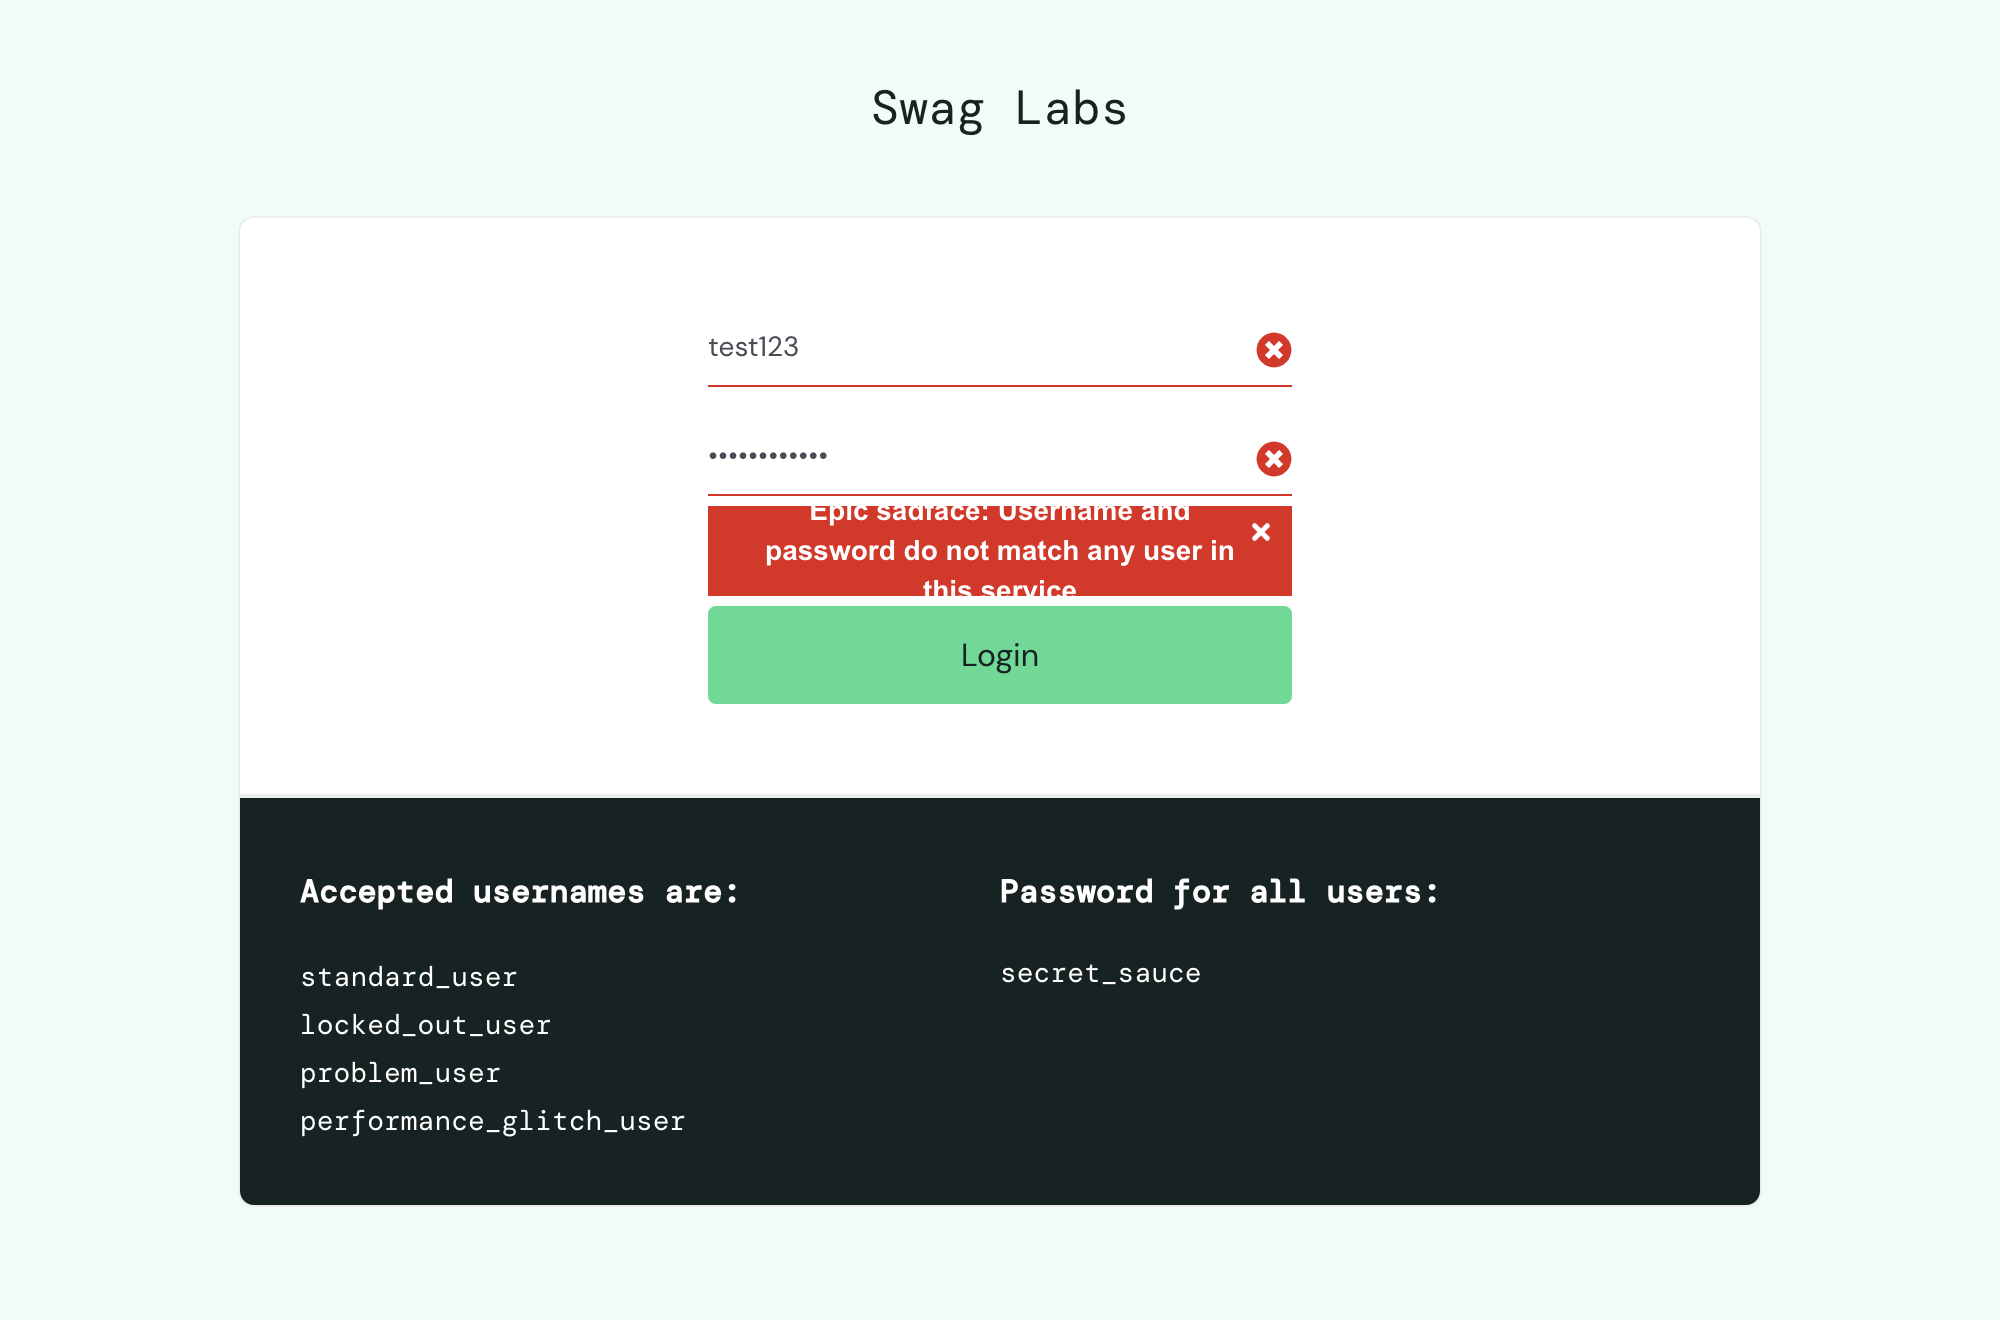 Swag Labs
test123
••••••••••••
Epic sadface: Username and
password do not match any user in
this service
Login
Accepted usernames are:
standard_user
locked_out_user
problem_user
performance_glitch_user
Password for all users:
secret_sauce